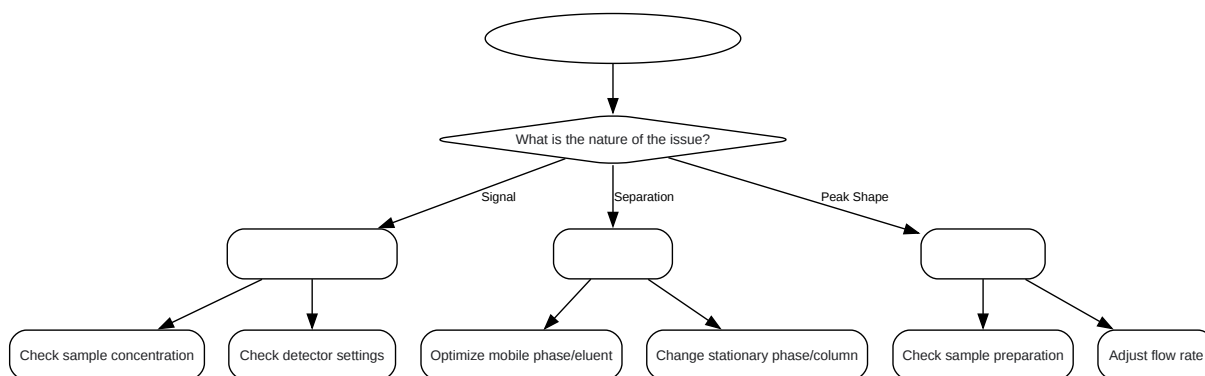 What is the nature of the issue?
Signal
Separation
Peak Shape
Check sample concentration
Check detector settings
Optimize mobile phase/eluent
Change stationary phase/column
Check sample preparation
Adjust flow rate